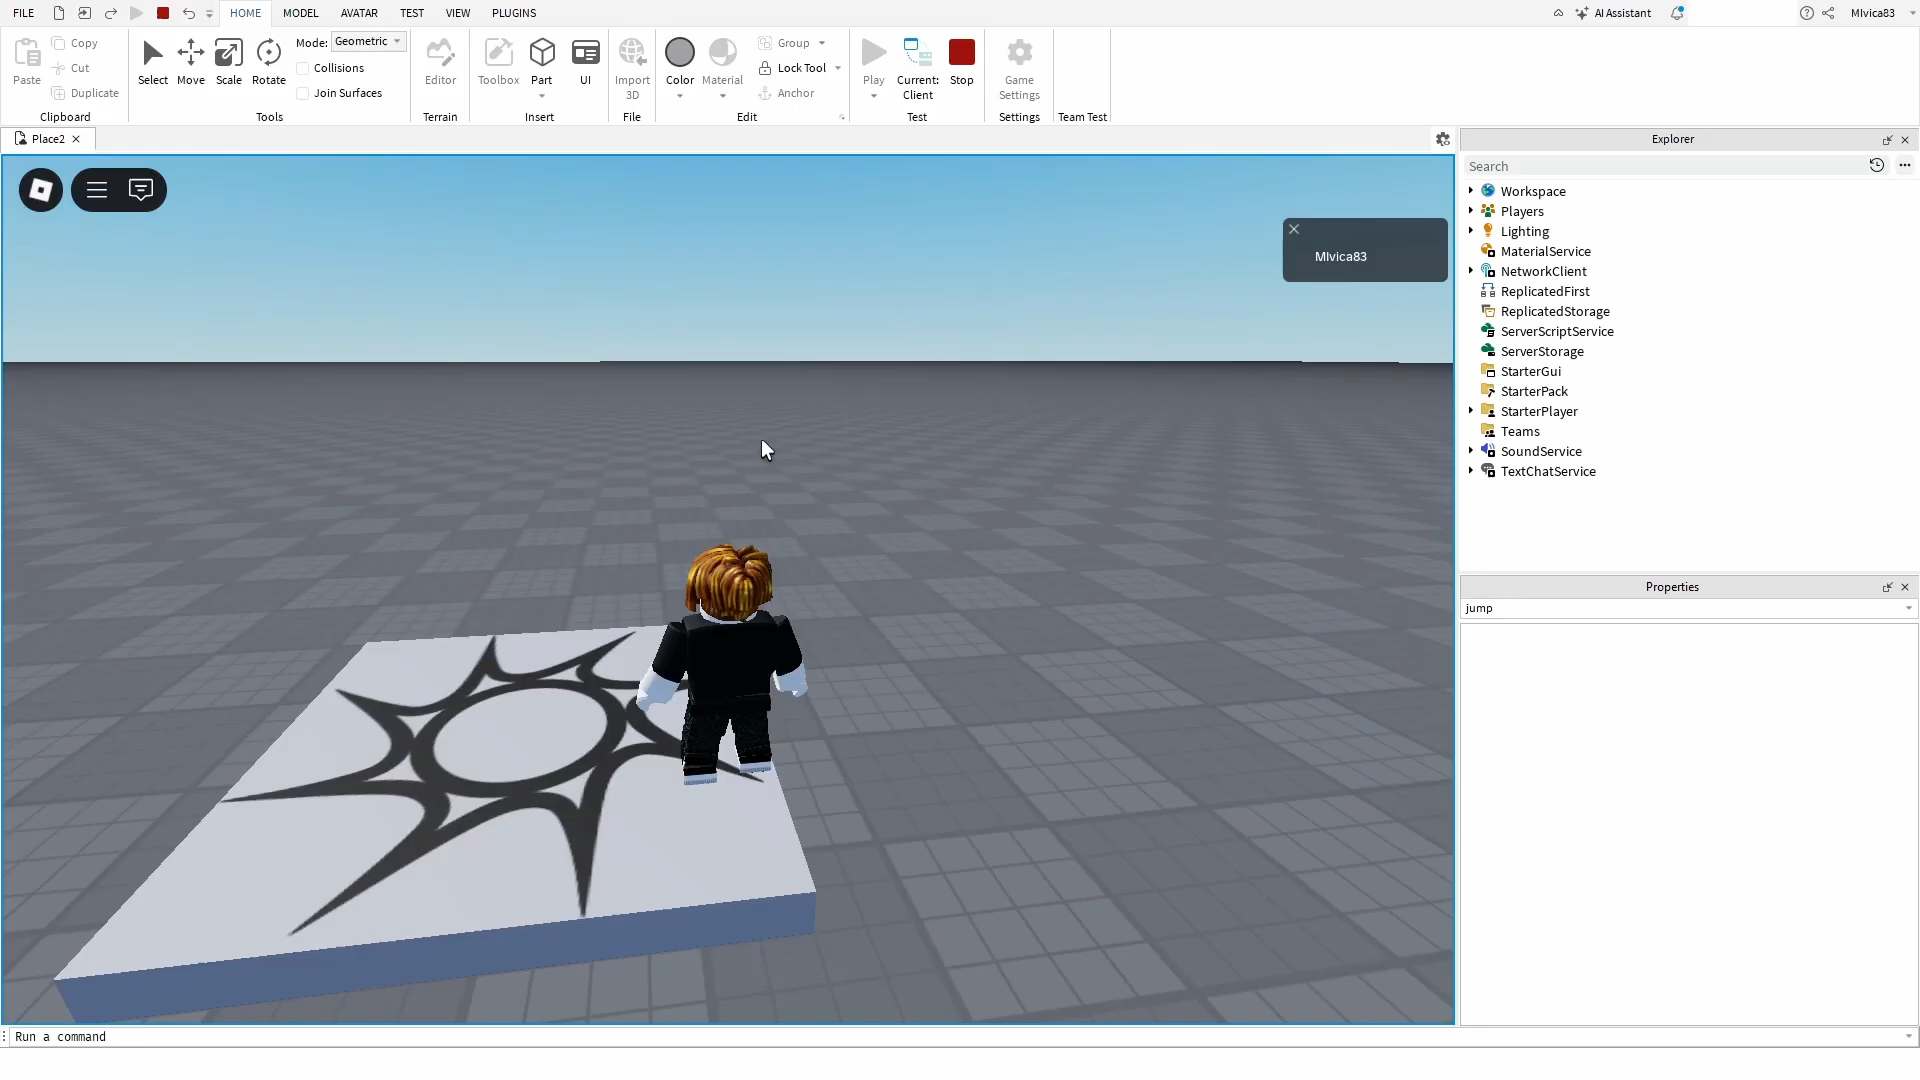 FILE HOME MODEL AVATAR TEST VIEW PLUGINS AI Assistant MIvica83
Paste Copy Cut Duplicate
Clipboard
Select Move Scale Rotate
Mode: Geometric
Collisions
Join Surfaces
Tools
Editor
Terrain
Toolbox Part UI
Insert
Import 3D
File
Color Material
Group
Lock Tool
Anchor
Edit
Play Current: Client Stop
Test
Game Settings
Settings
Team Test
Place2
MIvica83
Explorer
Search
Workspace
Players
Lighting
MaterialService
NetworkClient
ReplicatedFirst
ReplicatedStorage
ServerScriptService
ServerStorage
StarterGui
StarterPack
StarterPlayer
Teams
SoundService
TextChatService
Properties
jump
Run a command